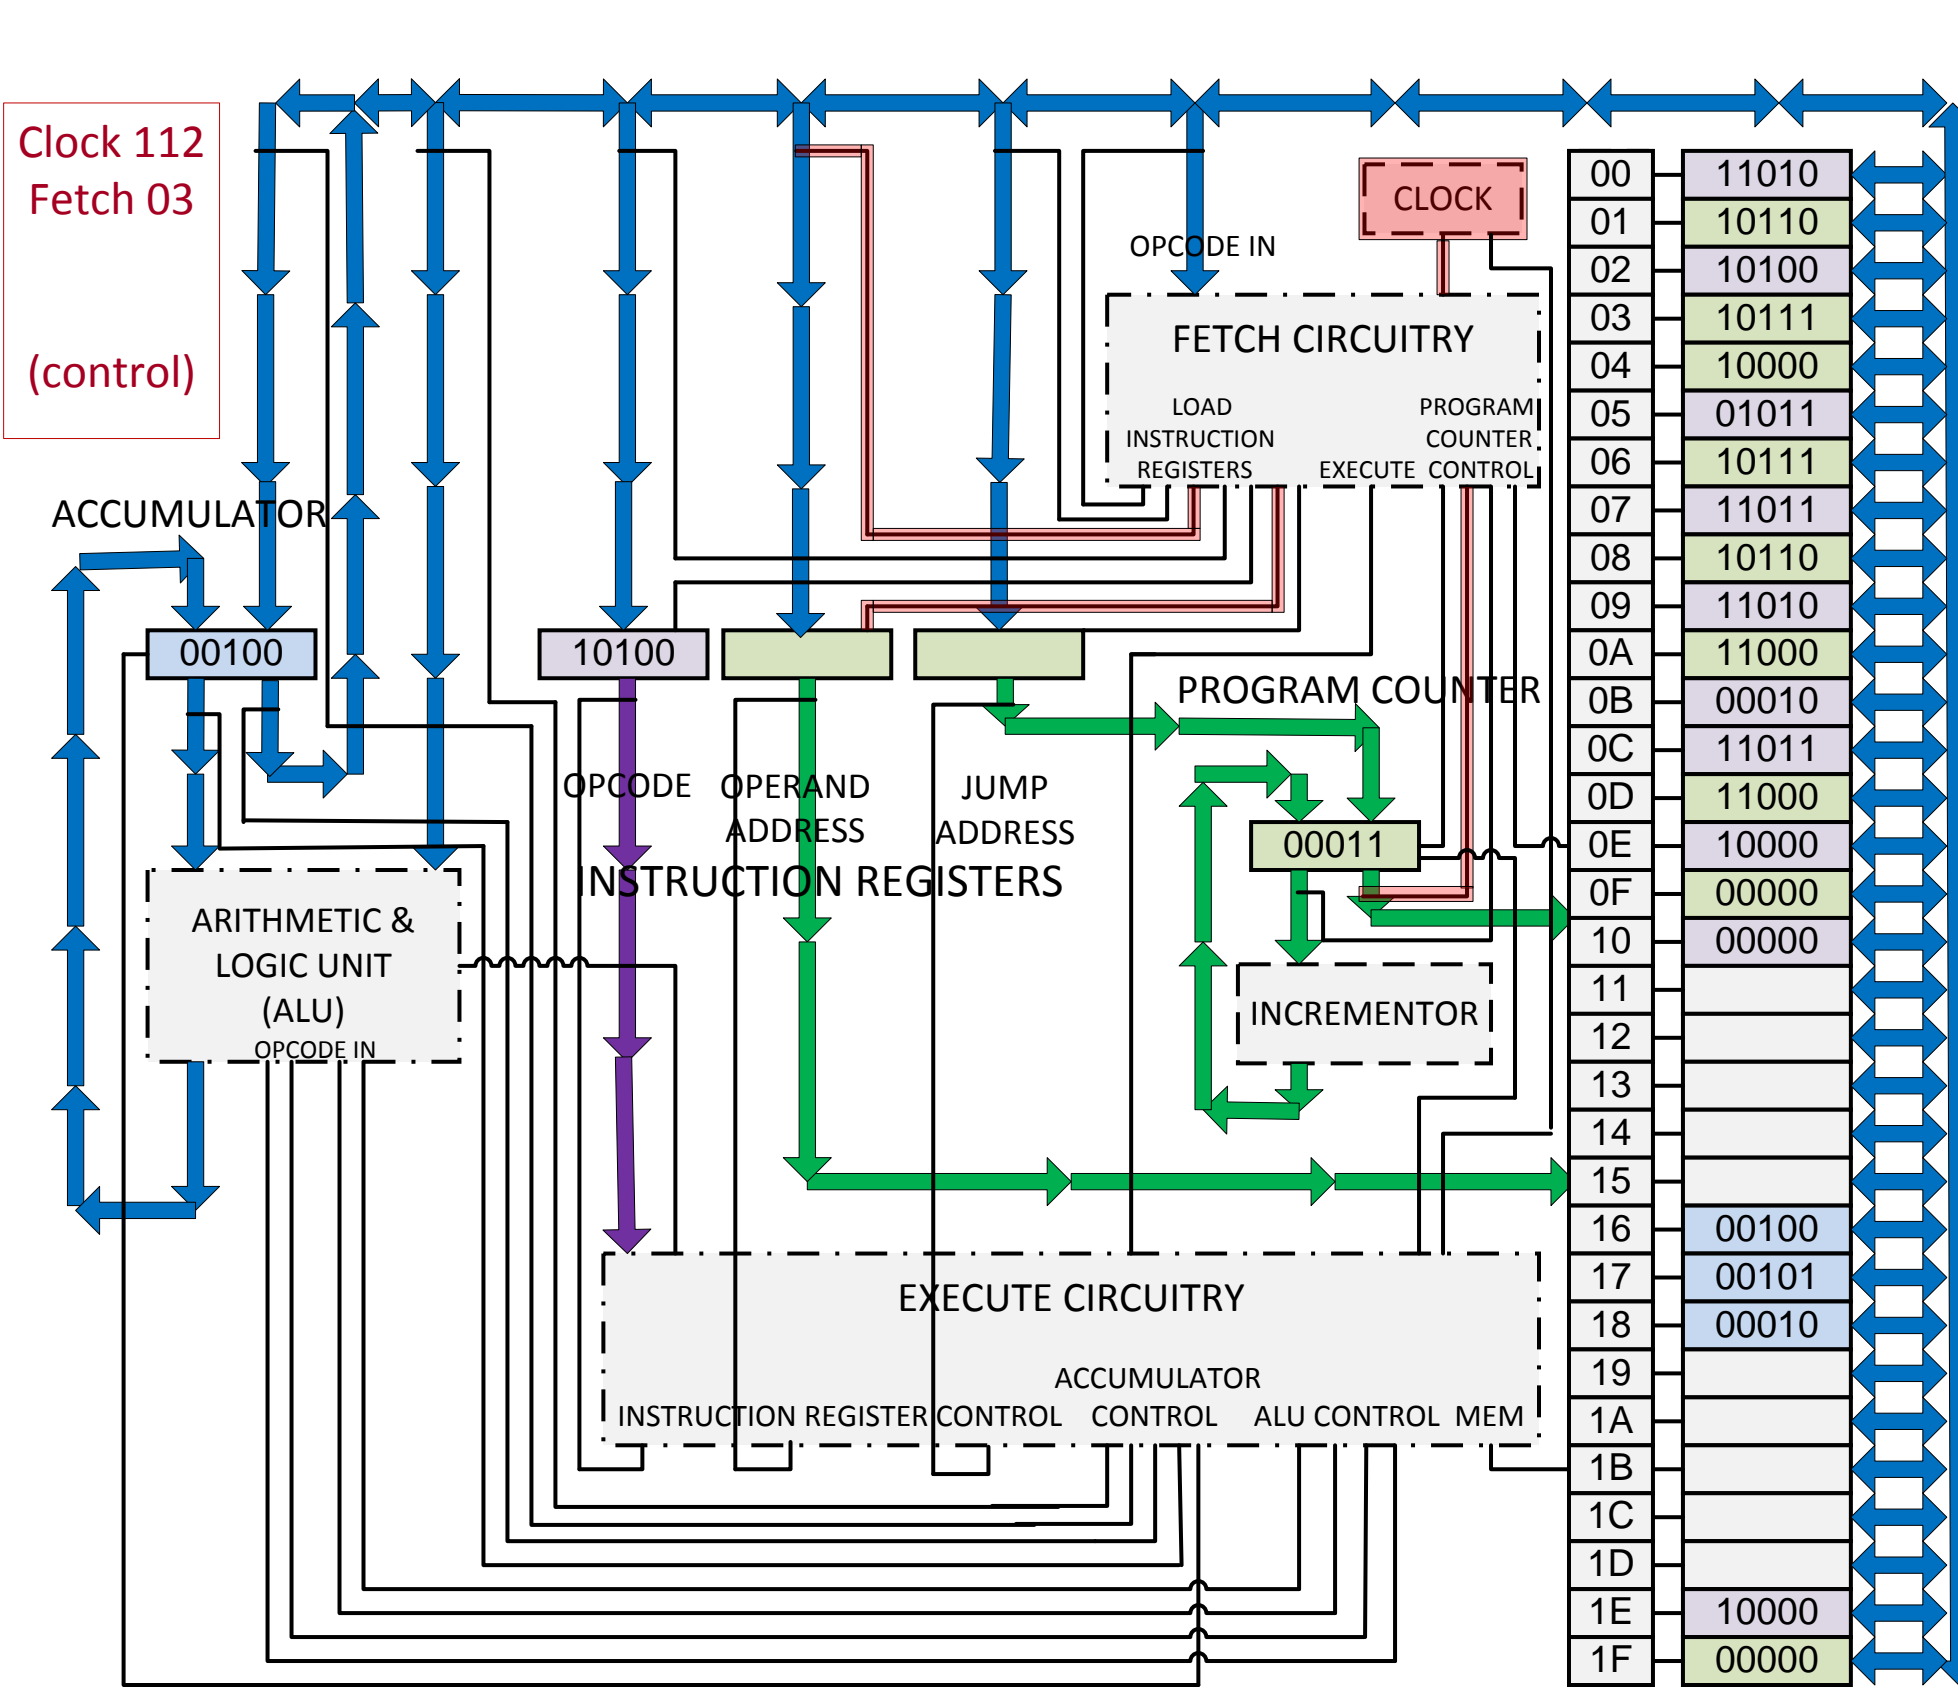 Clock 112
Fetch 03
(control)
CLOCK
OPCODE IN
FETCH CIRCUITRY
LOAD
INSTRUCTION
REGISTERS
EXECUTE
PROGRAM
COUNTER
CONTROL
ACCUMULATOR
00100
10100
PROGRAM COUNTER
OPCODE
OPERAND
ADDRESS
JUMP
ADDRESS
INSTRUCTION REGISTERS
00011
ARITHMETIC &
LOGIC UNIT
(ALU)
OPCODE IN
INCREMENTOR
EXECUTE CIRCUITRY
INSTRUCTION REGISTER CONTROL
ACCUMULATOR
CONTROL
ALU CONTROL
MEM
00 11010
01 10110
02 10100
03 10111
04 10000
05 01011
06 10111
07 11011
08 10110
09 11010
0A 11000
0B 00010
0C 11011
0D 11000
0E 10000
0F 00000
10 00000
11
12
13
14
15
16 00100
17 00101
18 00010
19
1A
1B
1C
1D
1E 10000
1F 00000